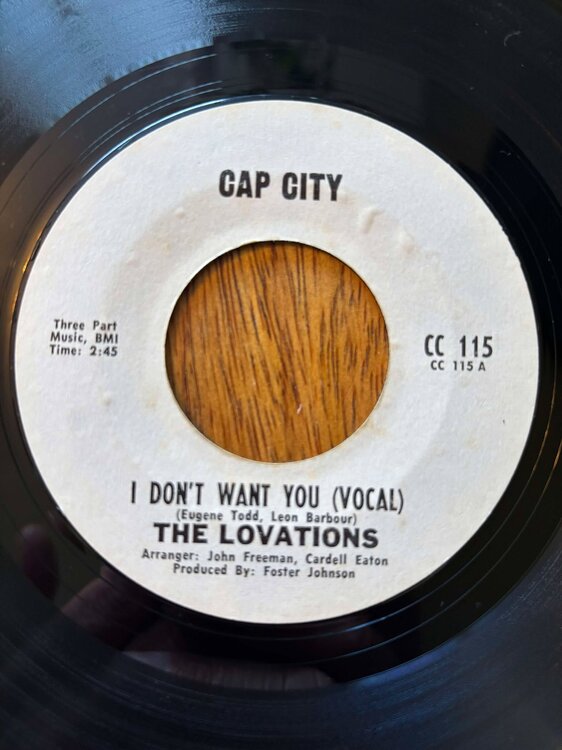 CAP CITY
Three Part
Music, BMI
Time: 2:45
CC 115
CC 115 A
I DON'T WANT YOU (VOCAL)
(Eugene Todd, Leon Barbour)
THE LOVATIONS
Arranger: John Freeman, Cardell Eaton
Produced By: Foster Johnson